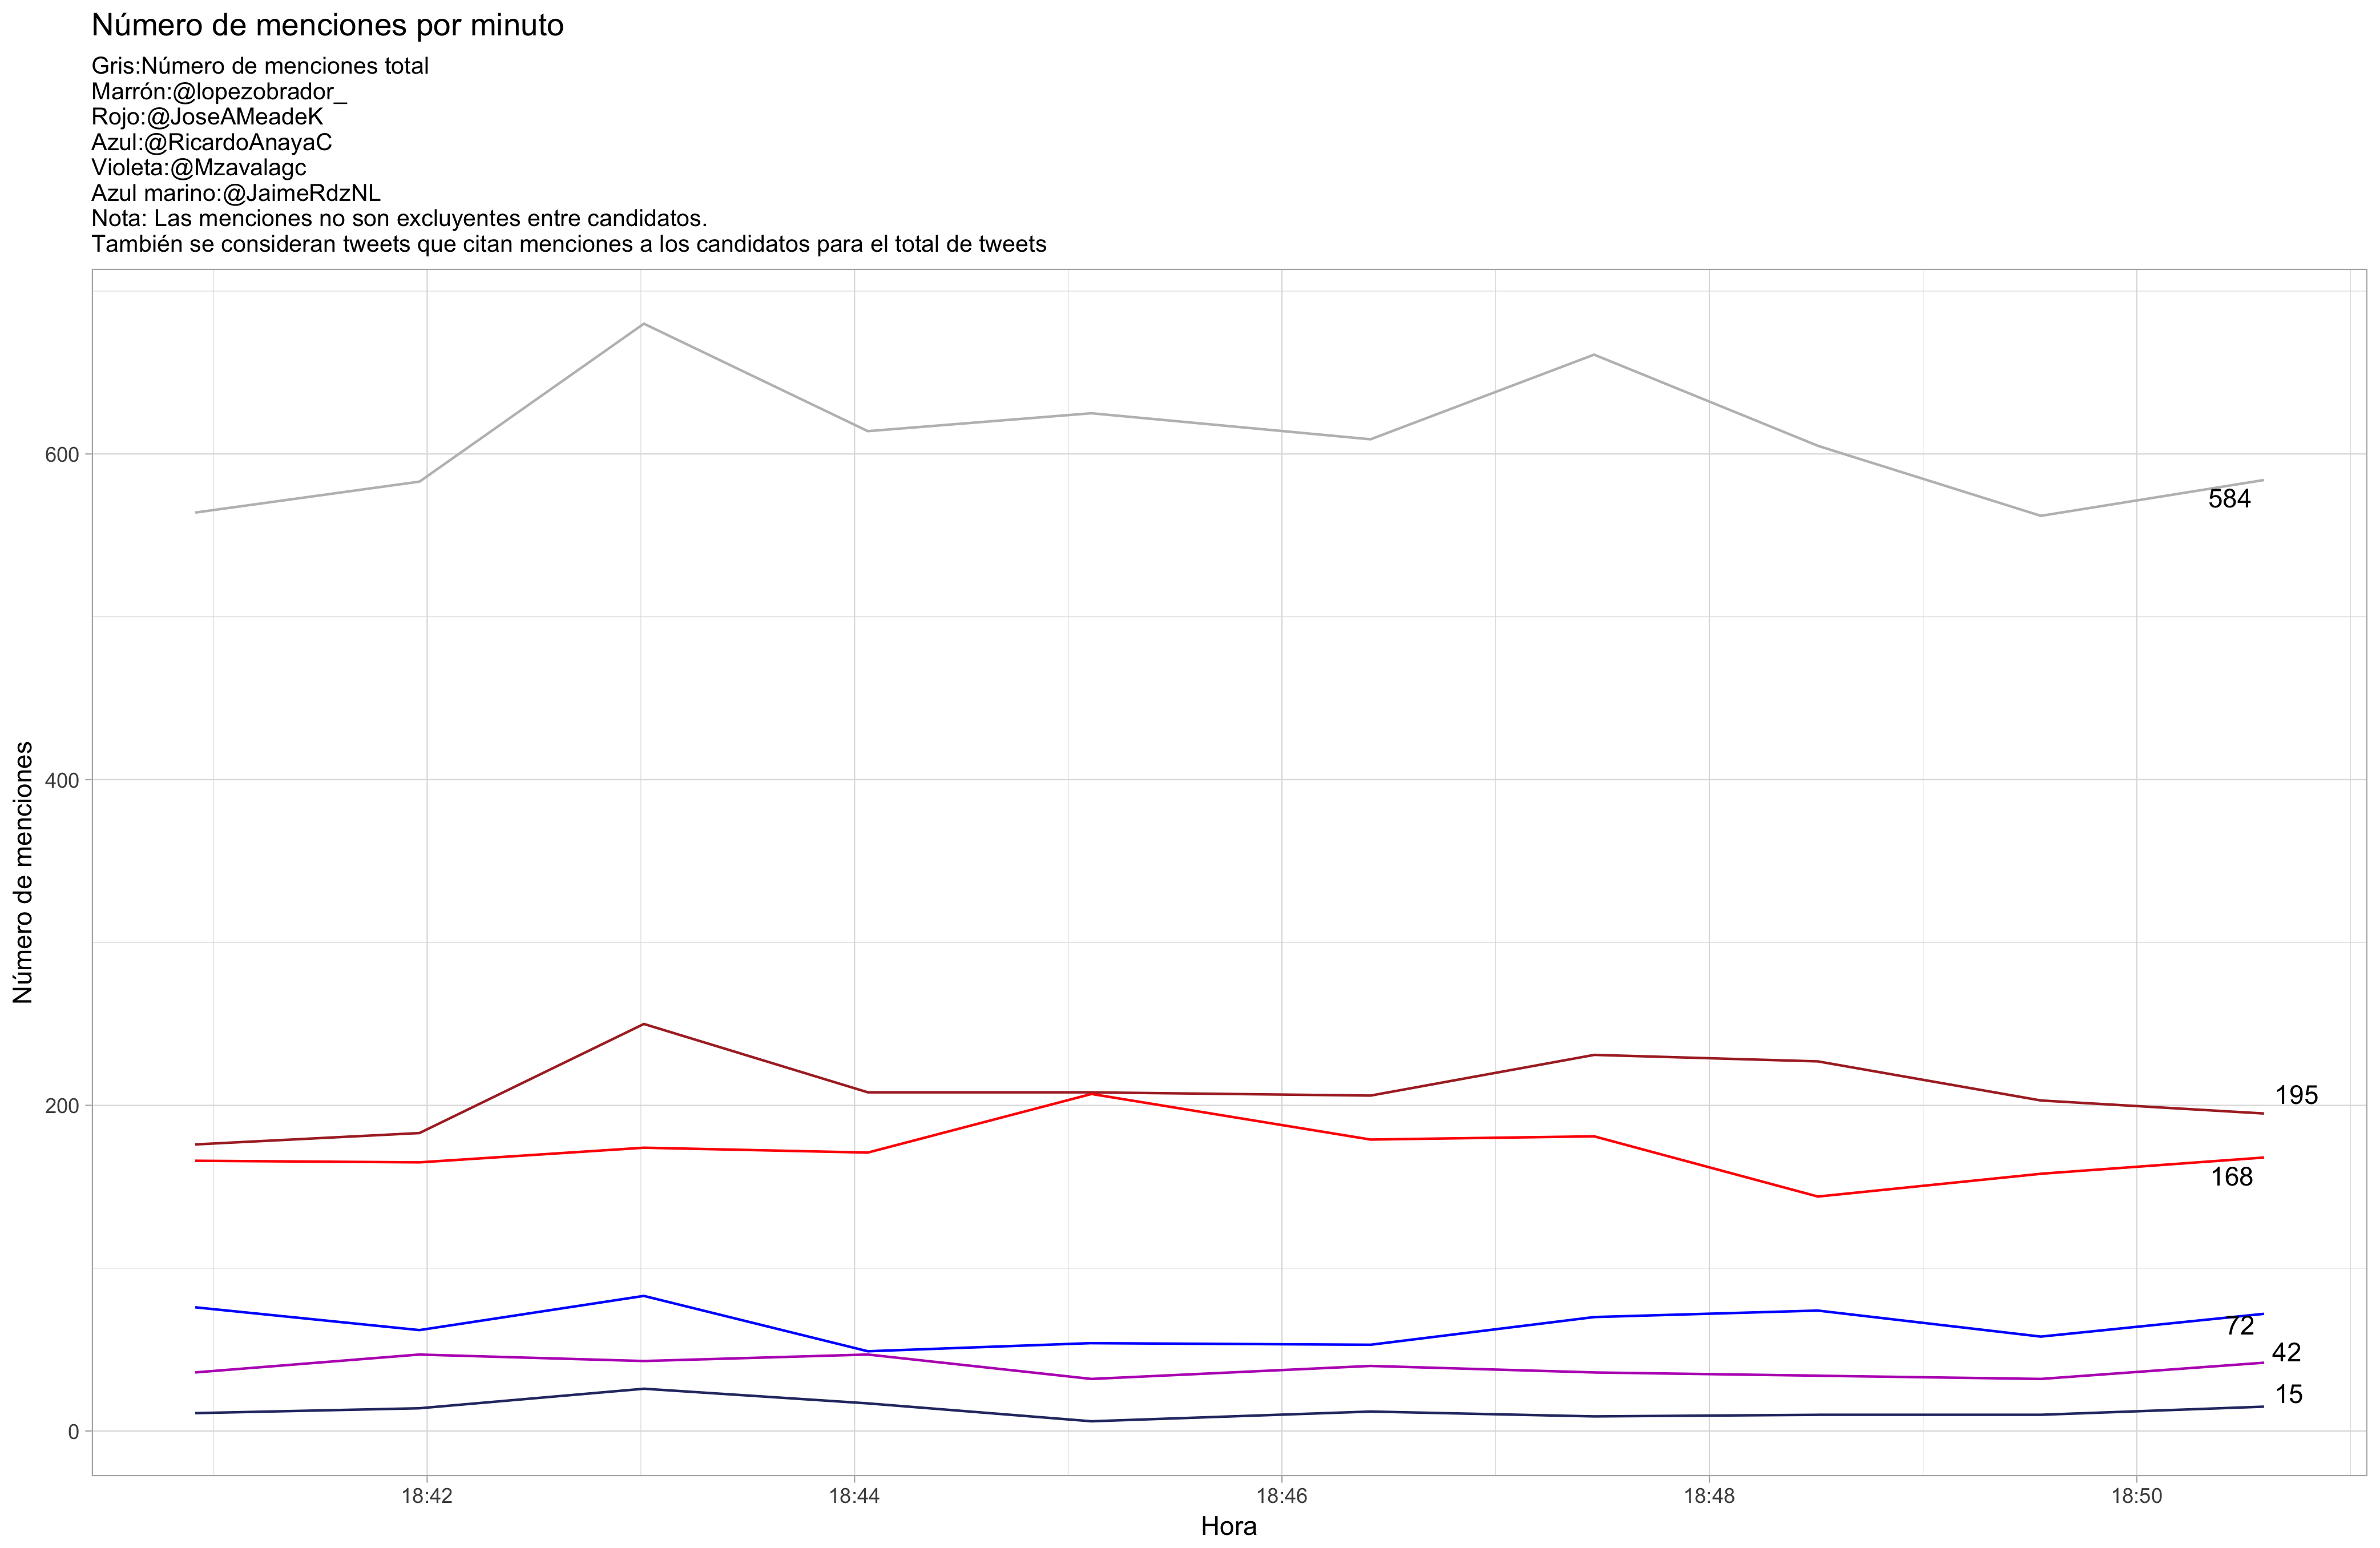 Número de menciones por minuto
Gris:Número de menciones total
Marrón:@lopezobrador_
Rojo:@JoseAMeadeK
Azul:@RicardoAnayaC
Violeta:@Mzavalagc
Azul marino:@JaimeRdzNL
Nota: Las menciones no son excluyentes entre candidatos.
También se consideran tweets que citan menciones a los candidatos para el total de tweets
Número de menciones
600
400
200
0
584
195
168
72
42
15
18:42
18:44
18:46
18:48
18:50
Hora